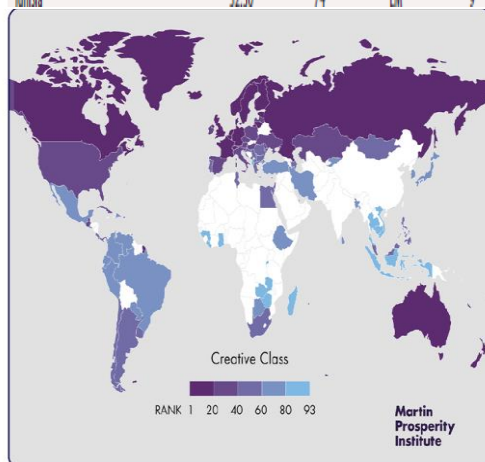 Creative Class
RANK 1 20 40 60 80 93
Martin
Prosperity
Institute